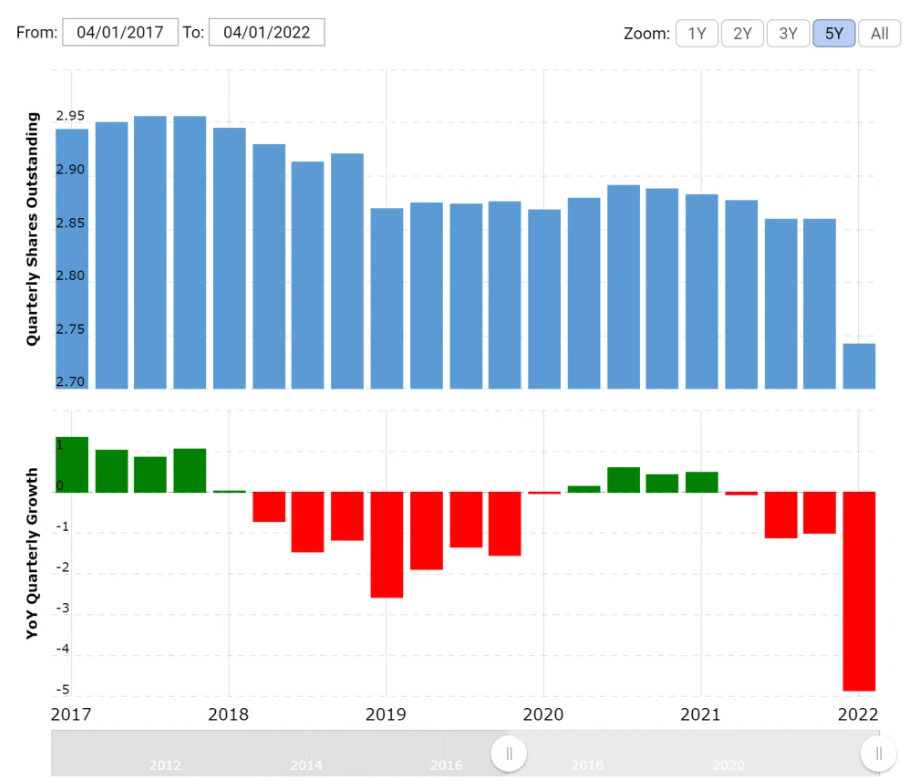 From: 04/01/2017 To: 04/01/2022 Zoom: 1Y 2Y 3Y 5Y All
Quarterly Shares Outstanding
2.95
2.90
2.85
2.80
2.75
2.70
YoY Quarterly Growth
1
0
-1
-2
-3
-4
-5
2017 2018 2019 2020 2021 2022
2012 2014 2016 2018 2020